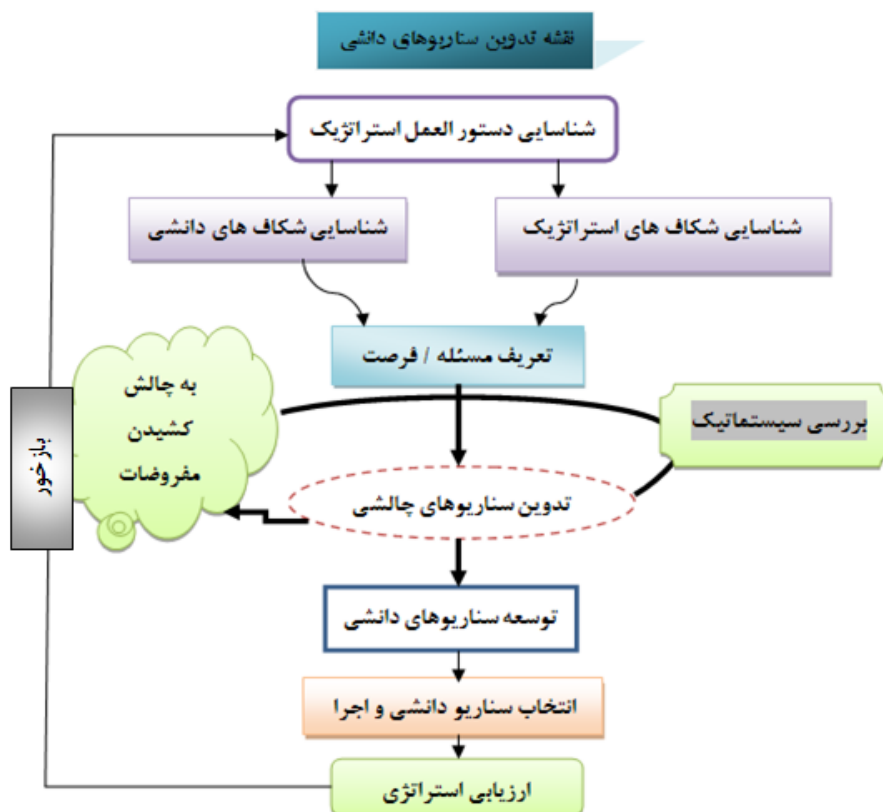 نقشه تدوین سناریوهای دانشی
شناسایی دستور العمل استراتژیک
شناسایی شکاف های استراتژیک
شناسایی شکاف های دانشی
تعریف مسئله / فرصت
بررسی سیستماتیک
به چالش
کشیدن
مفروضات
بازخور
تدوین سناریوهای چالشی
توسعه سناریوهای دانشی
انتخاب سناریو دانشی و اجرا
ارزیابی استراتژی